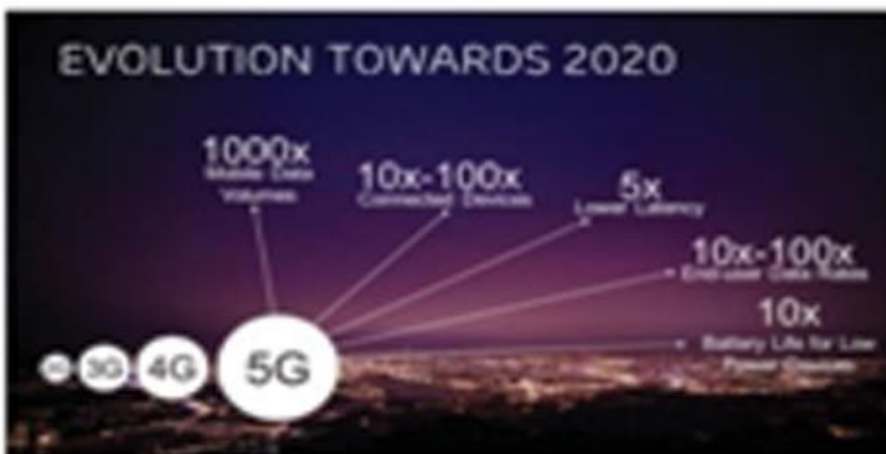 EVOLUTION TOWARDS 2020
1000x
Mobile Data
Volumes
10x-100x
Connected Devices
5x
Lower Latency
10x-100x
End-user Data Rates
10x
Battery Life for Low
Power Devices
3G
4G
5G